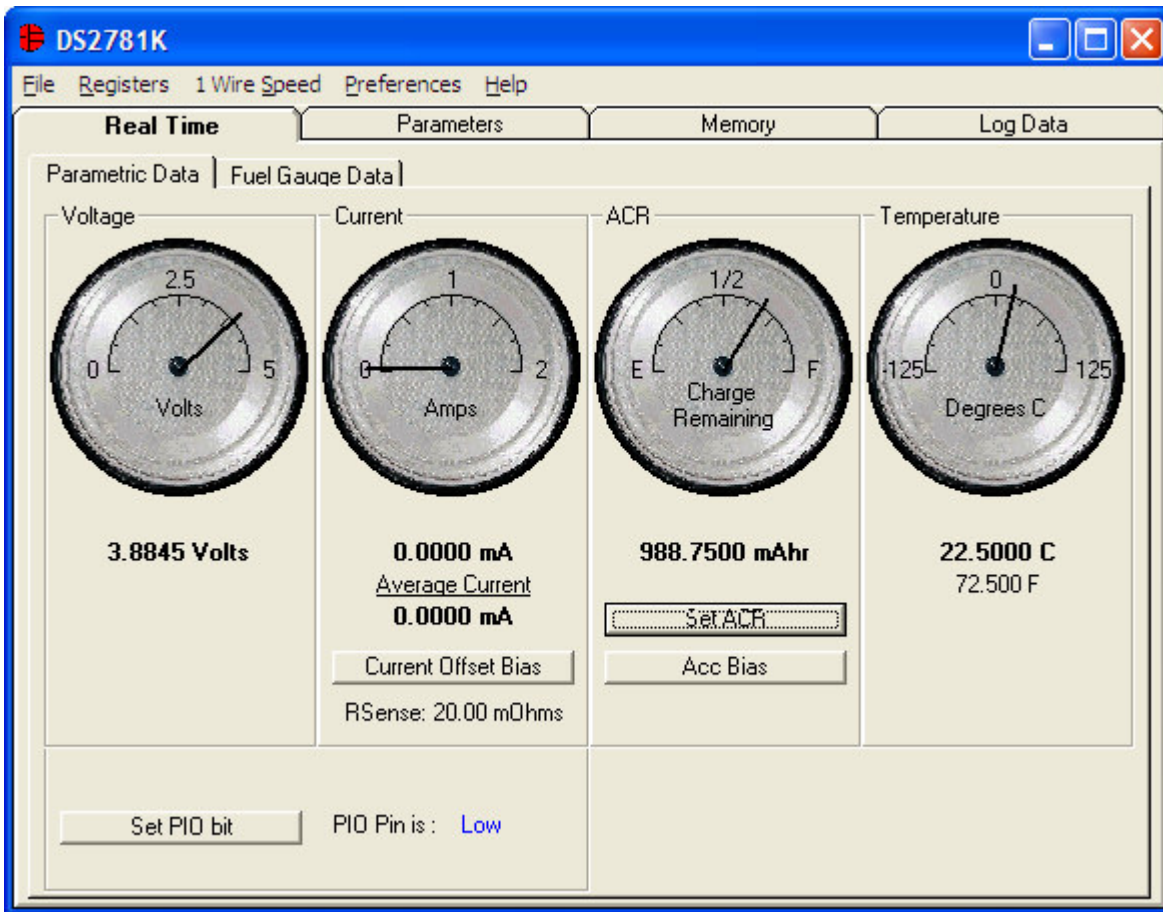 DS2781K
File Registers 1 Wire Speed Preferences Help
Real Time Parameters Memory Log Data
Parametric Data Fuel Gauge Data
Voltage
2.5
0 5
Volts
3.8845 Volts
Current
1
0 2
Amps
0.0000 mA
Average Current
0.0000 mA
Current Offset Bias
RSense: 20.00 mOhms
ACR
1/2
E F
Charge
Remaining
988.7500 mAhr
Set ACR
Acc Bias
Temperature
0
-125 125
Degrees C
22.5000 C
72.500 F
Set PIO bit PIO Pin is : Low